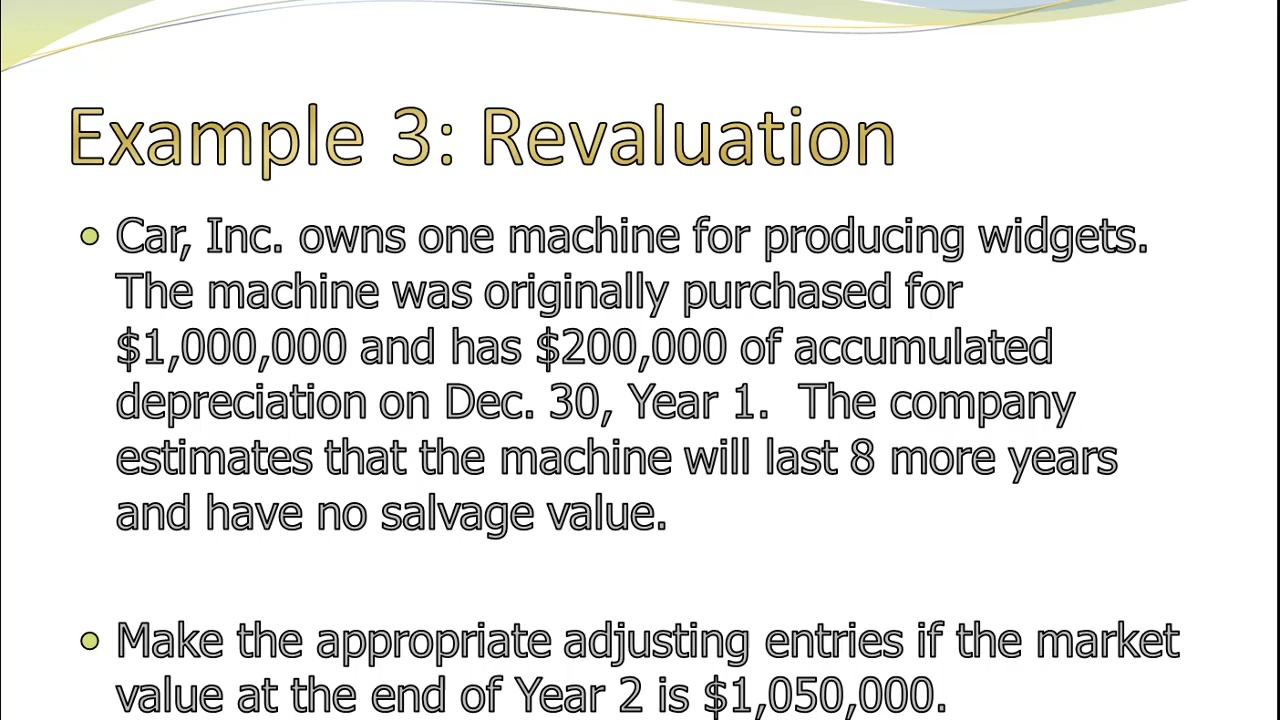 Example 3: Revaluation
Car, Inc. owns one machine for producing widgets.
The machine was originally purchased for
$1,000,000 and has $200,000 of accumulated
depreciation on Dec. 30, Year 1. The company
estimates that the machine will last 8 more years
and have no salvage value.
Make the appropriate adjusting entries if the market
value at the end of Year 2 is $1,050,000.